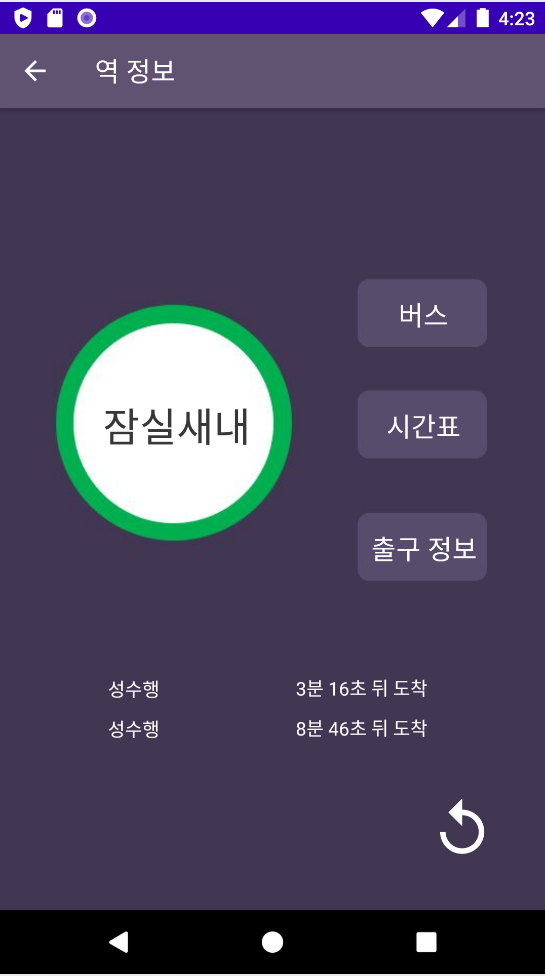 4:23
역 정보
버스
잠실새내
시간표
출구 정보
성수행 3분 16초 뒤 도착
성수행 8분 46초 뒤 도착